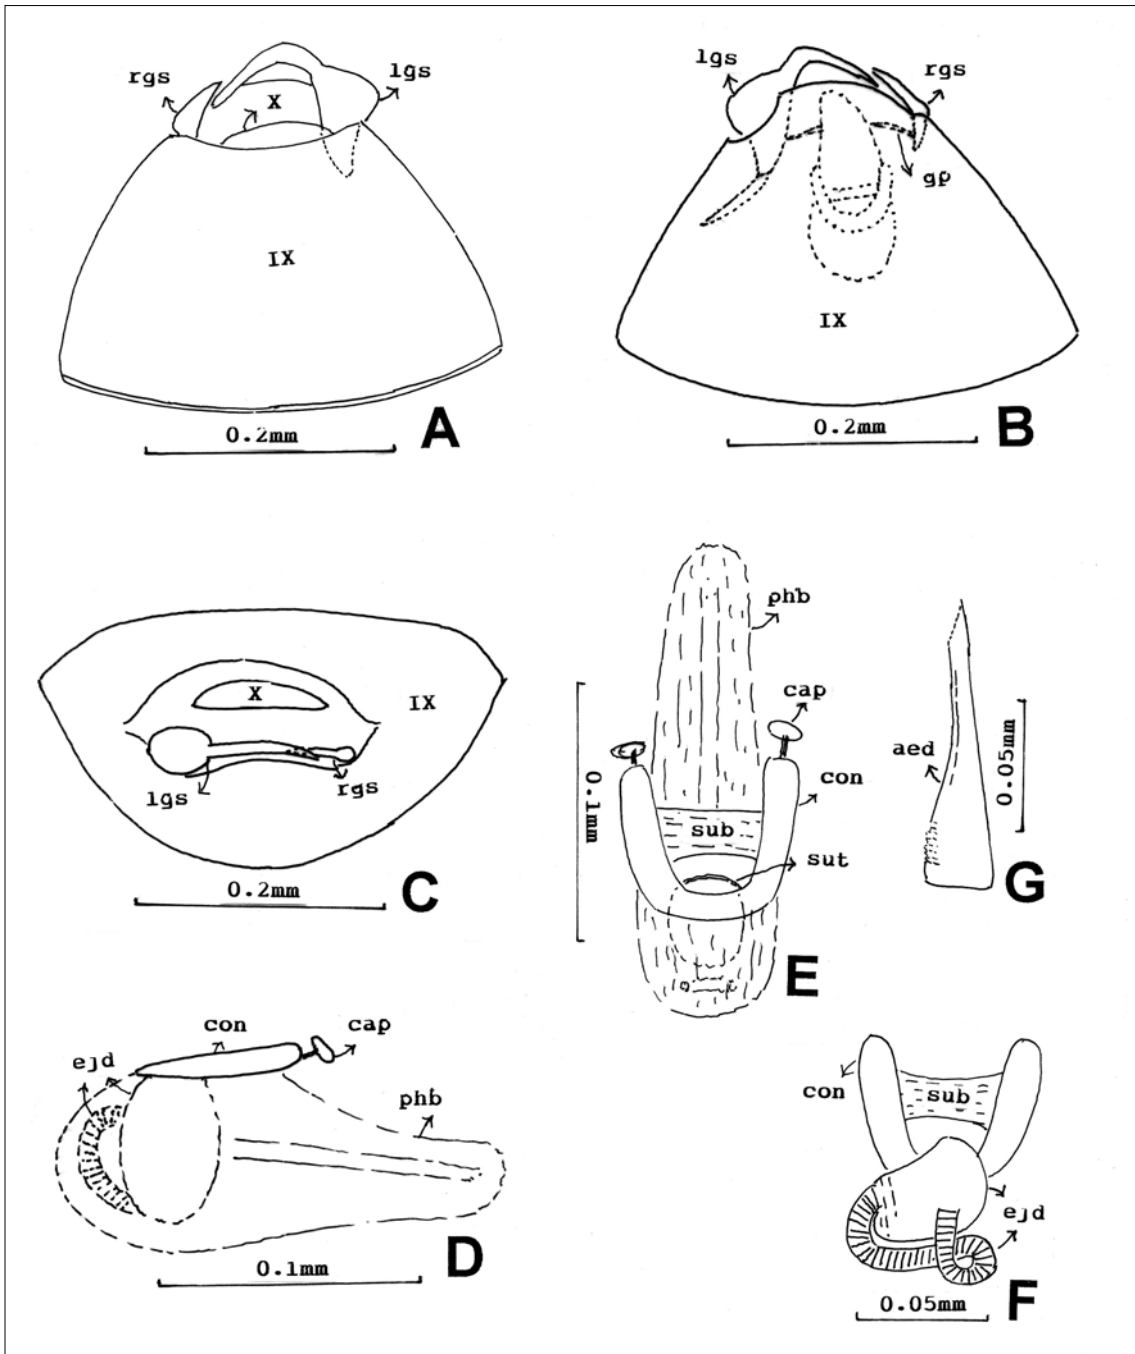 rgs
lgs
X
IX
0.2mm
A
lgs
rgs
gp
IX
0.2mm
B
X
IX
lgs
rgs
0.2mm
C
phb
cap
con
sub
sut
0.1mm
E
aed
0.05mm
G
con
cap
ejd
phb
0.1mm
D
con
sub
ejd
0.05mm
F